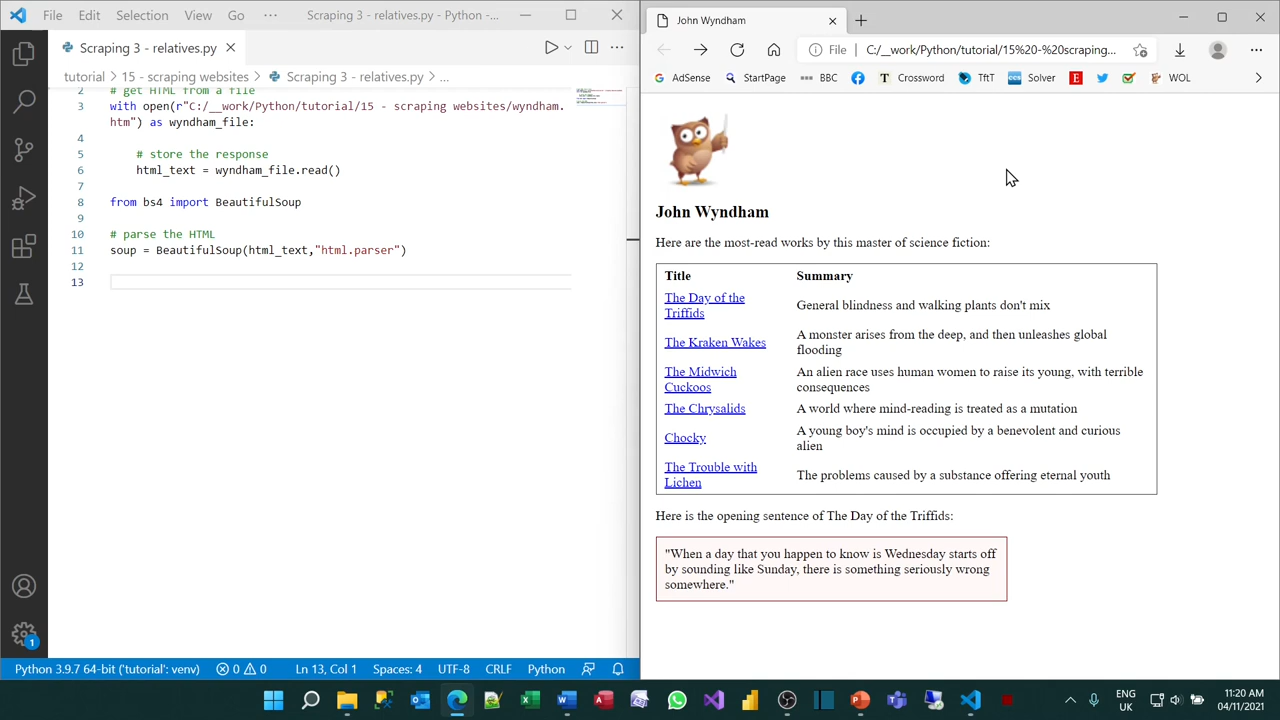 File Edit Selection View Go ··· Scraping 3 - relatives.py - Python -...
Scraping 3 - relatives.py
tutorial > 15 - scraping websites > Scraping 3 - relatives.py > ...
2 # get HTML from a file
3 with open(r"C:/__work/Python/tutorial/15 - scraping websites/wyndham.
htm") as wyndham_file:
4
5 # store the response
6 html_text = wyndham_file.read()
7
8 from bs4 import BeautifulSoup
9
10 # parse the HTML
11 soup = BeautifulSoup(html_text,"html.parser")
12
13
1
Python 3.9.7 64-bit ('tutorial': venv) 0 0 Ln 13, Col 1 Spaces: 4 UTF-8 CRLF Python
John Wyndham
File C:/__work/Python/tutorial/15%20-%20scraping...
AdSense StartPage BBC Crossword TftT Solver WOL
John Wyndham
Here are the most-read works by this master of science fiction:
Title Summary
The Day of the
Triffids
General blindness and walking plants don't mix
The Kraken Wakes
A monster arises from the deep, and then unleashes global
flooding
The Midwich
Cuckoos
An alien race uses human women to raise its young, with terrible
consequences
The Chrysalids
A world where mind-reading is treated as a mutation
Chocky
A young boy's mind is occupied by a benevolent and curious
alien
The Trouble with
Lichen
The problems caused by a substance offering eternal youth
Here is the opening sentence of The Day of the Triffids:
"When a day that you happen to know is Wednesday starts off
by sounding like Sunday, there is something seriously wrong
somewhere."
ENG
UK
11:20 AM
04/11/2021